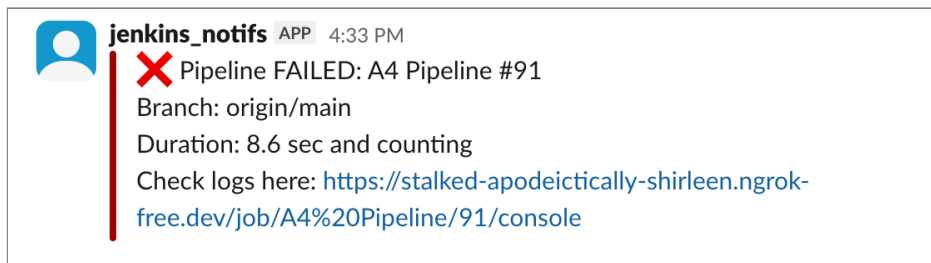 jenkins_notifs APP 4:33 PM
❌ Pipeline FAILED: A4 Pipeline #91
Branch: origin/main
Duration: 8.6 sec and counting
Check logs here: https://stalked-apodeictically-shirleen.ngrok-
free.dev/job/A4%20Pipeline/91/console